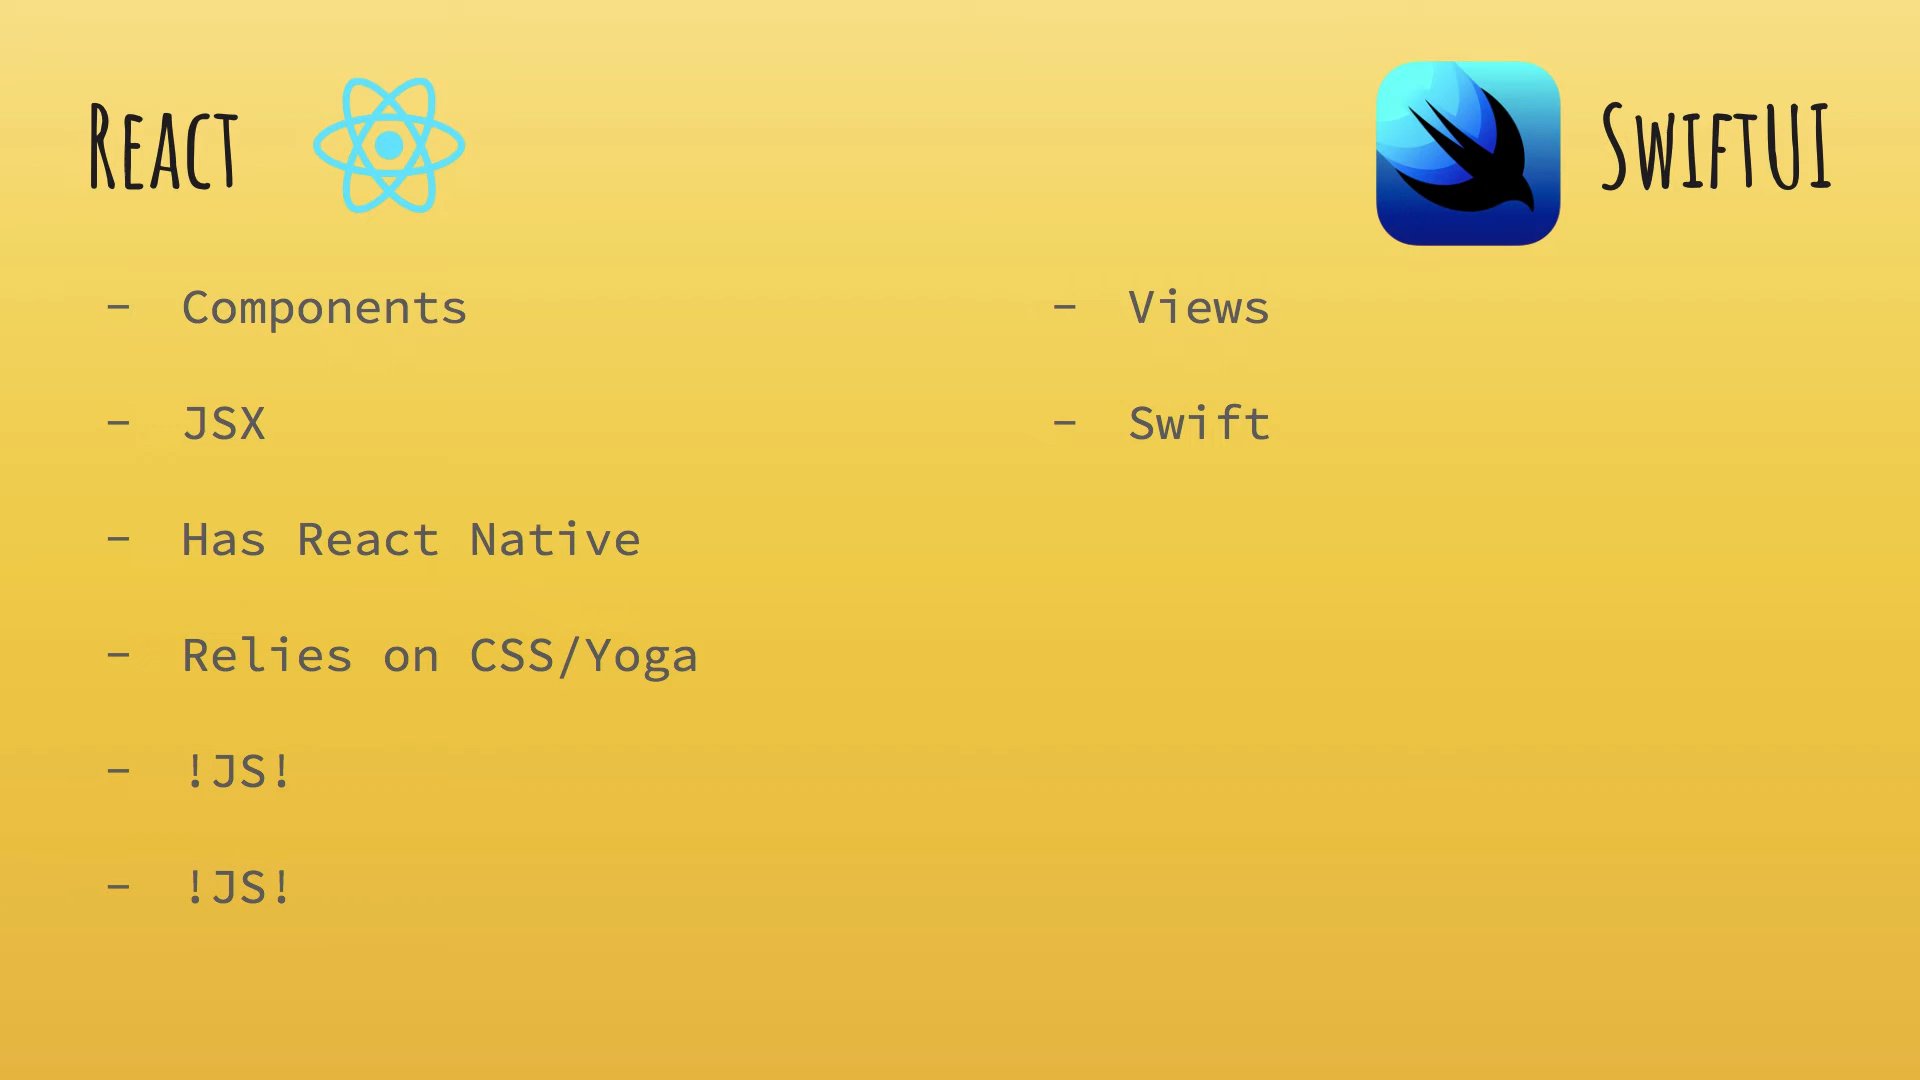 React
SwiftUI
- Components
- JSX
- Has React Native
- Relies on CSS/Yoga
- !JS!
- !JS!
- Views
- Swift